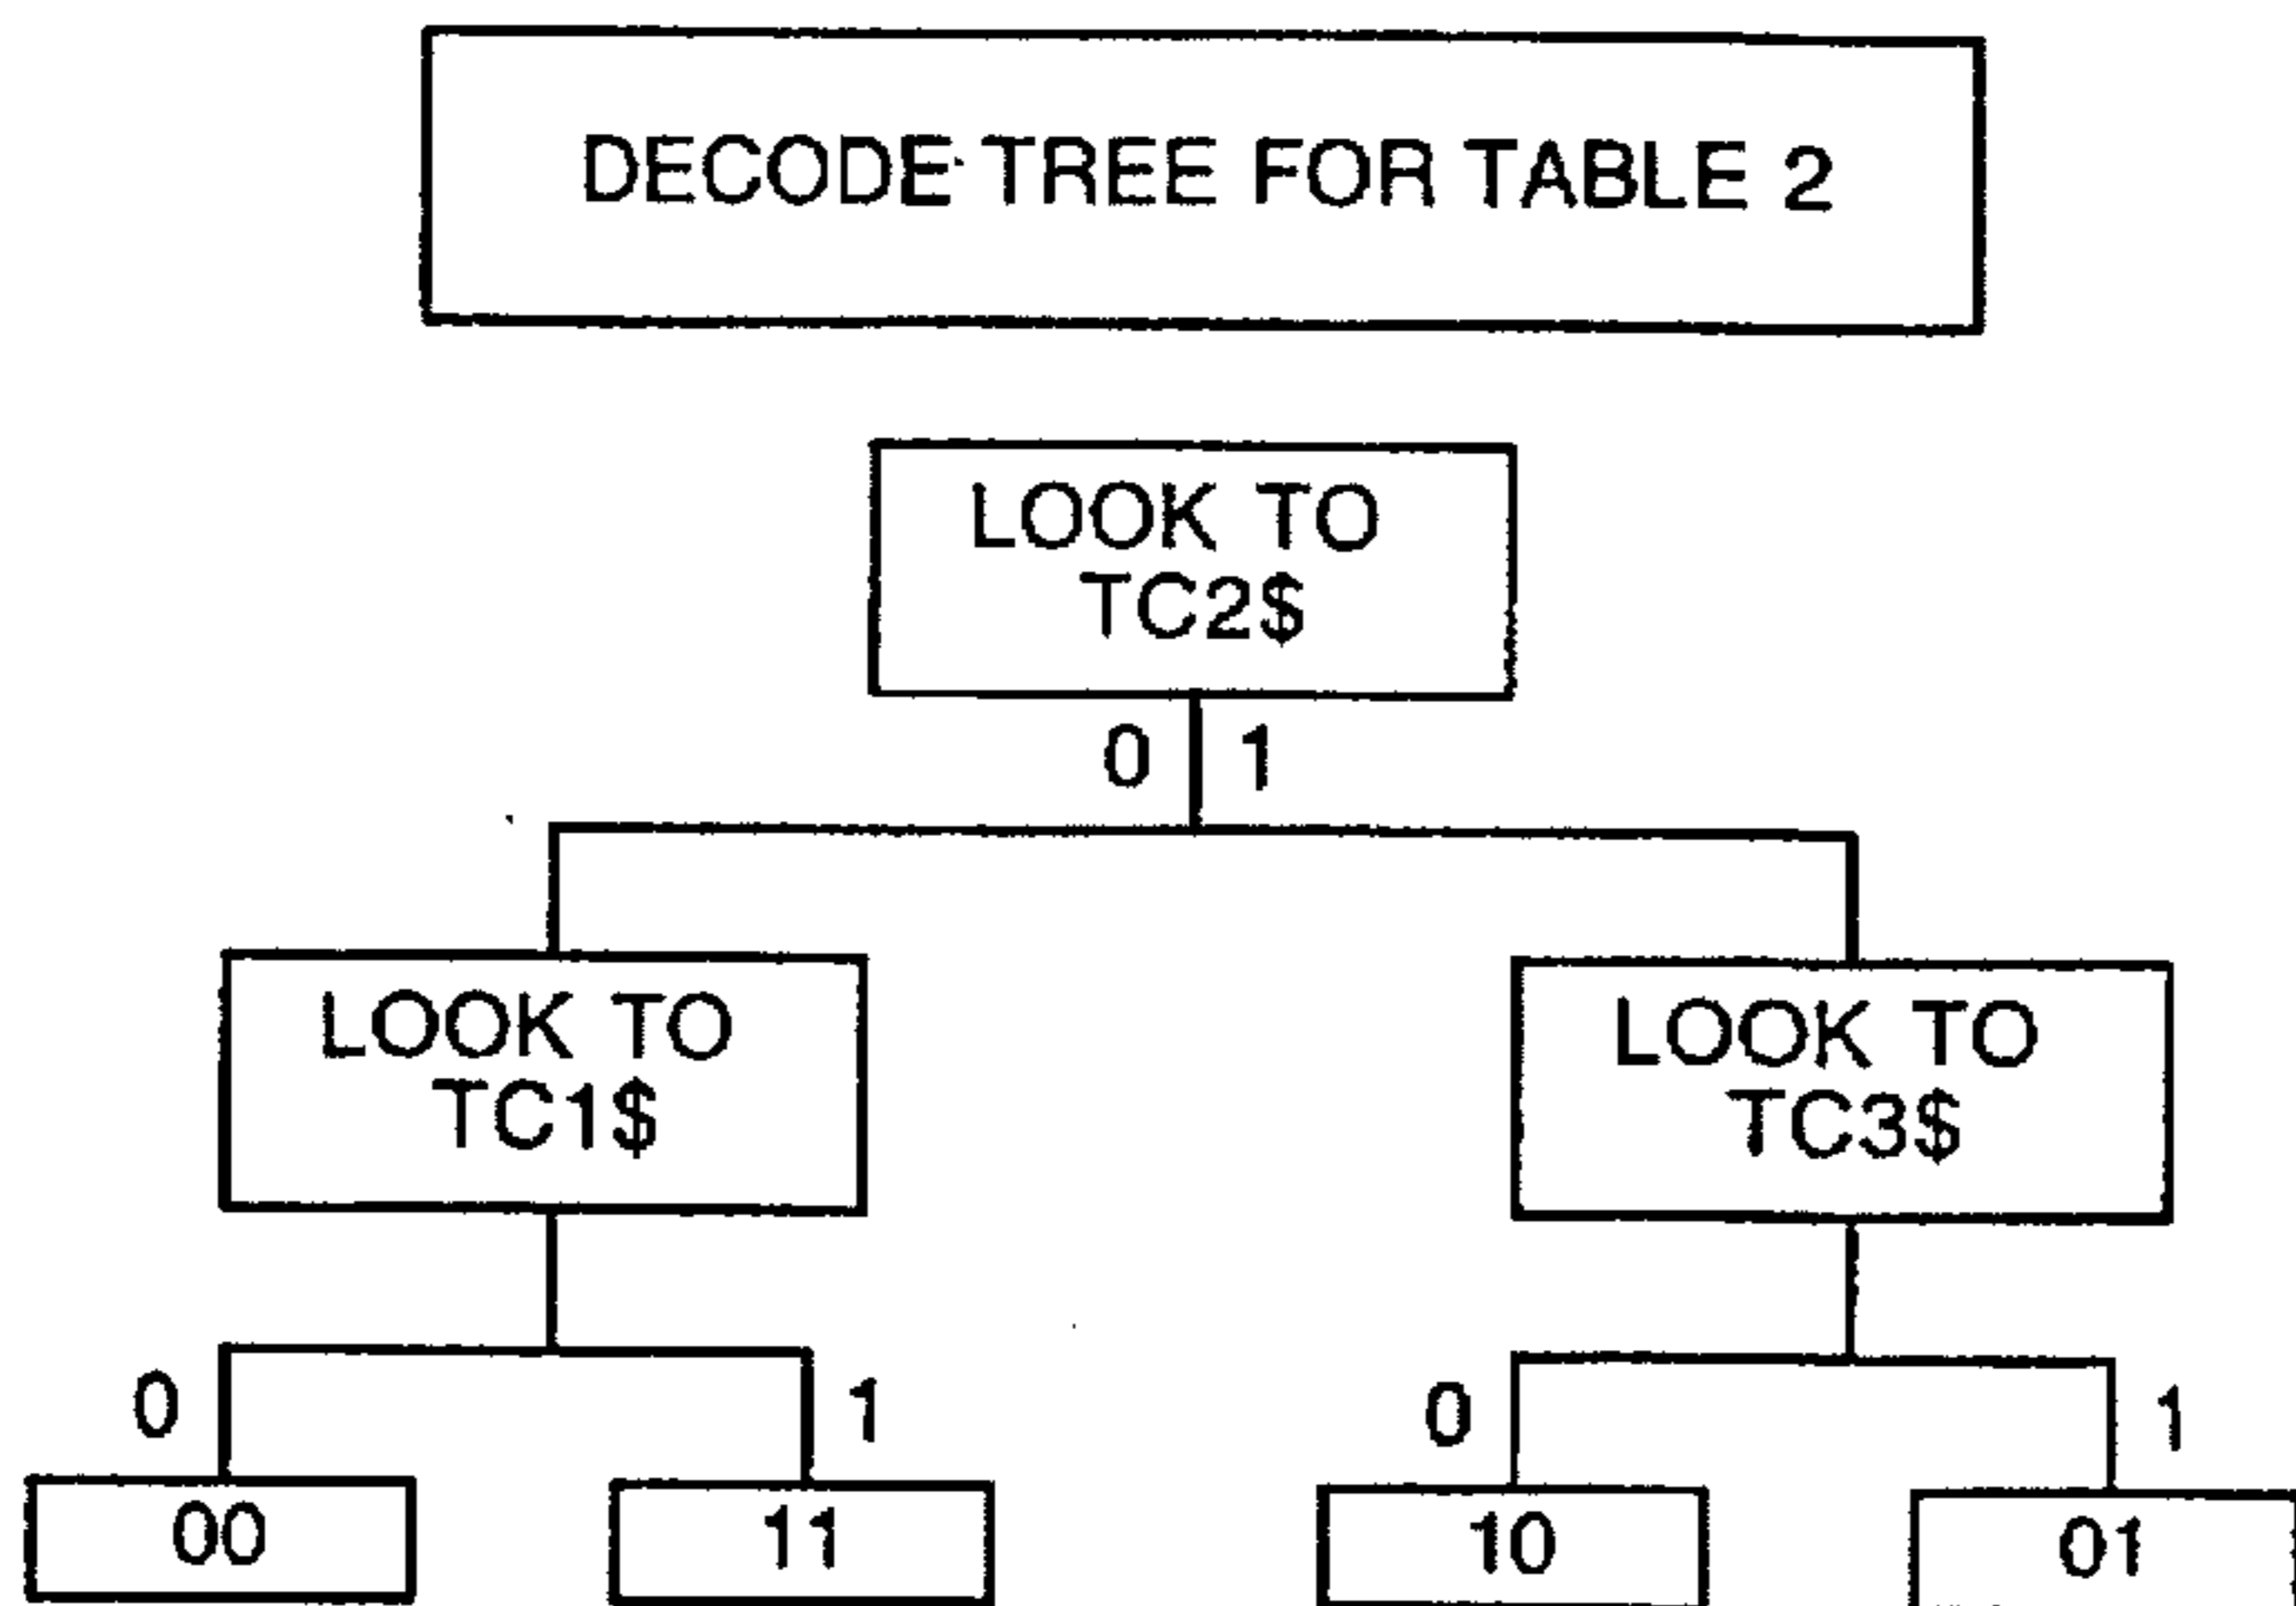 DECODE TREE FOR TABLE 2
LOOK TO
TC2$
0 1
LOOK TO
TC1$
LOOK TO
TC3$
0
1
0
1
00
11
10
01